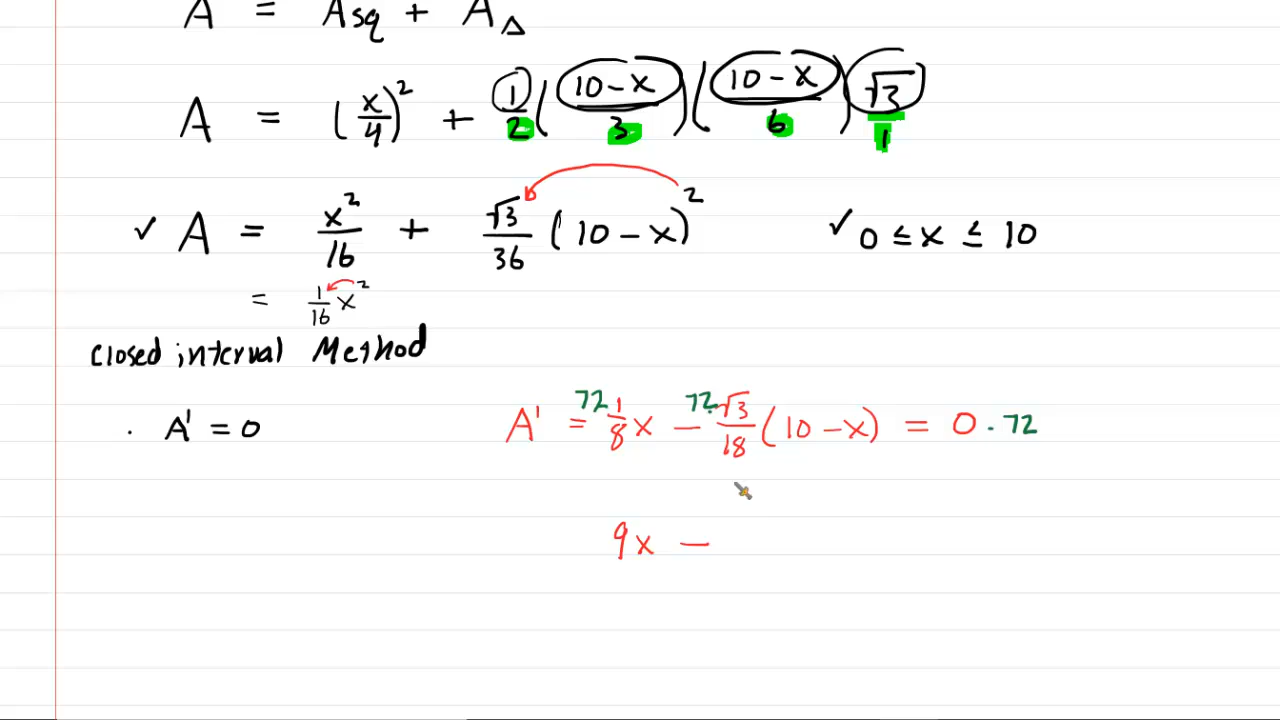 A = Asq + A△
A = (x/4)² + 1/2 (10 - x / 3) (10 - x / 6) √3/1
✓ A = x²/16 + √3/36 (10 - x)² ✓ 0 ≤ x ≤ 10
= 1/16 x²
Closed interval Method
. A' = 0 A' = 72 1/8 x - 72 · √3/18 (10 - x) = 0 · 72
9x -